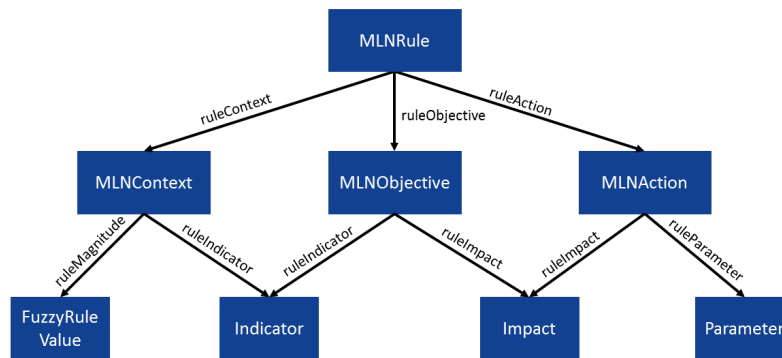 MLNRule
ruleContext
ruleObjective
ruleAction
MLNContext
MLNObjective
MLNAction
ruleMagnitude
ruleIndicator
ruleIndicator
ruleImpact
ruleImpact
ruleParameter
FuzzyRule
Value
Indicator
Impact
Parameter